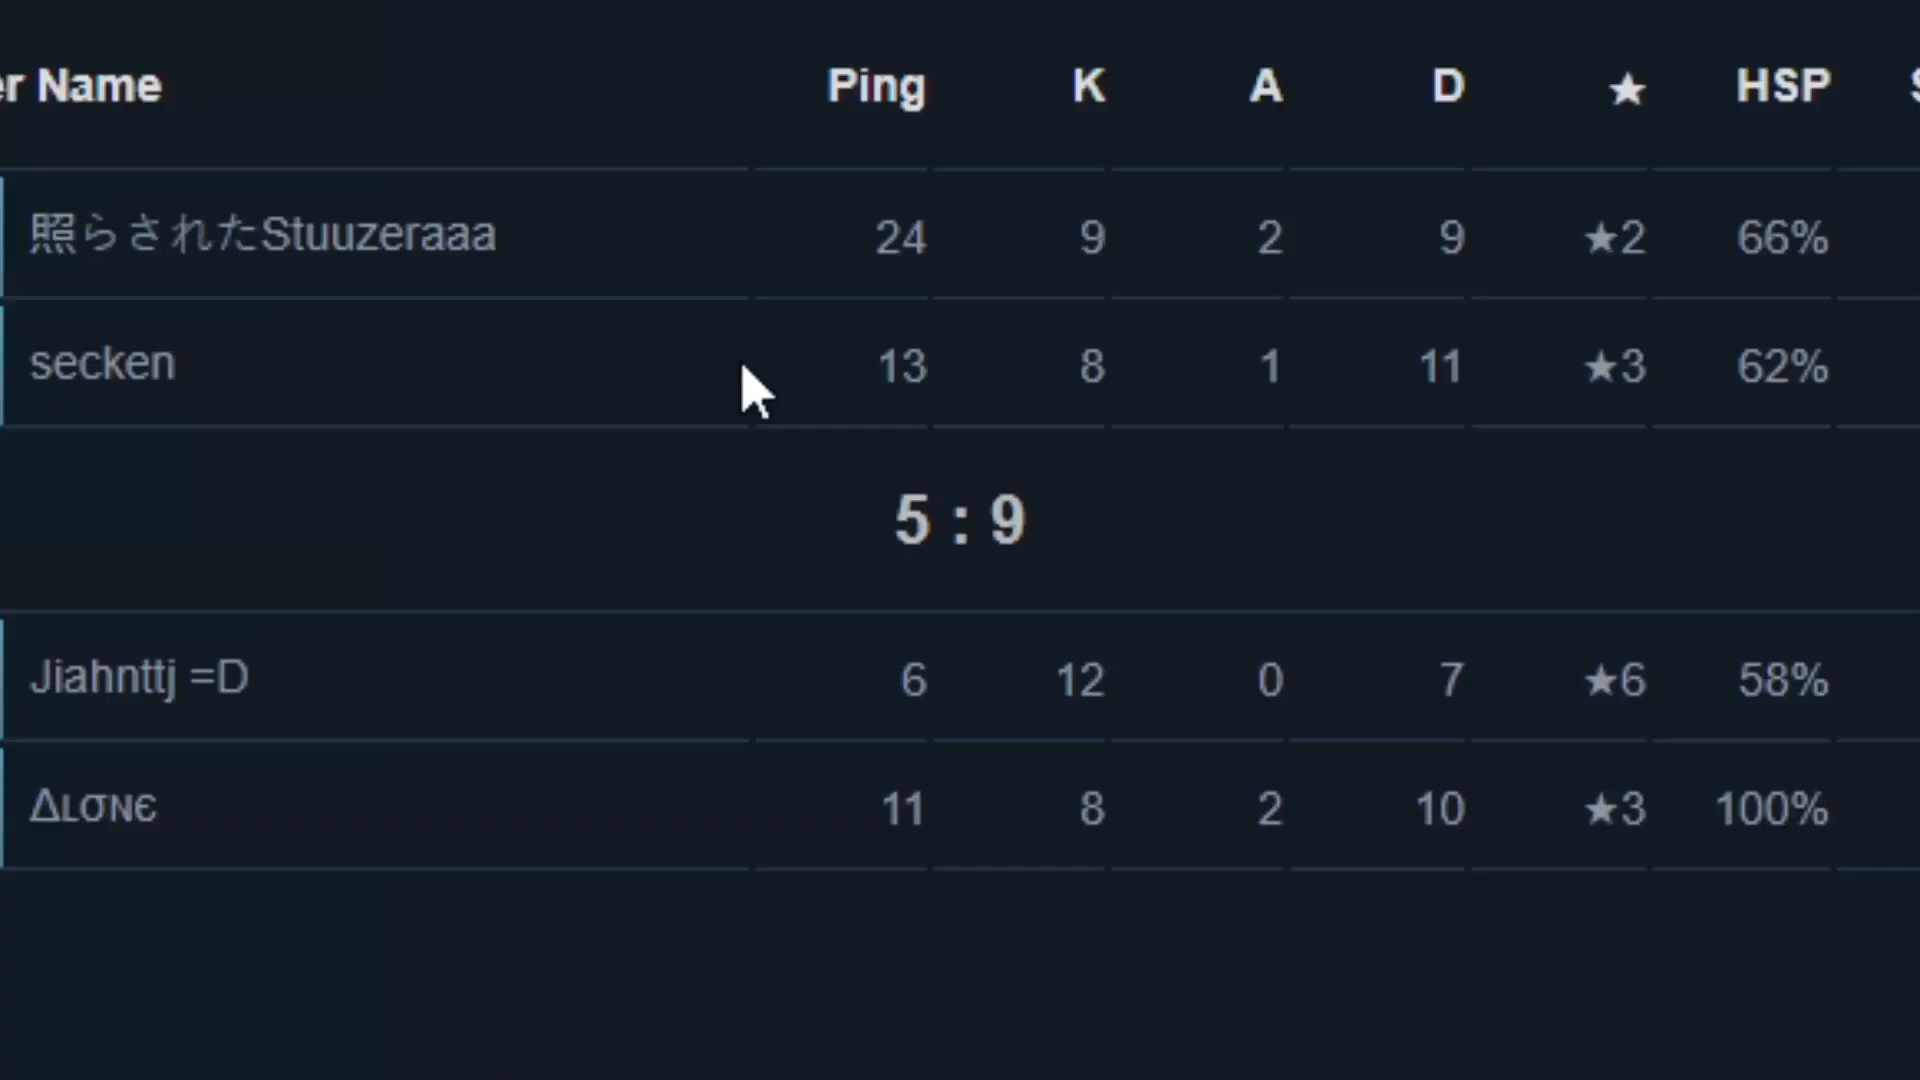 er Name Ping K A D ★ HSP
照らされたStuuzeraaa 24 9 2 9 ★2 66%
secken 13 8 1 11 ★3 62%
5 : 9
Jiahnttj =D 6 12 0 7 ★6 58%
Δʟσɴє 11 8 2 10 ★3 100%